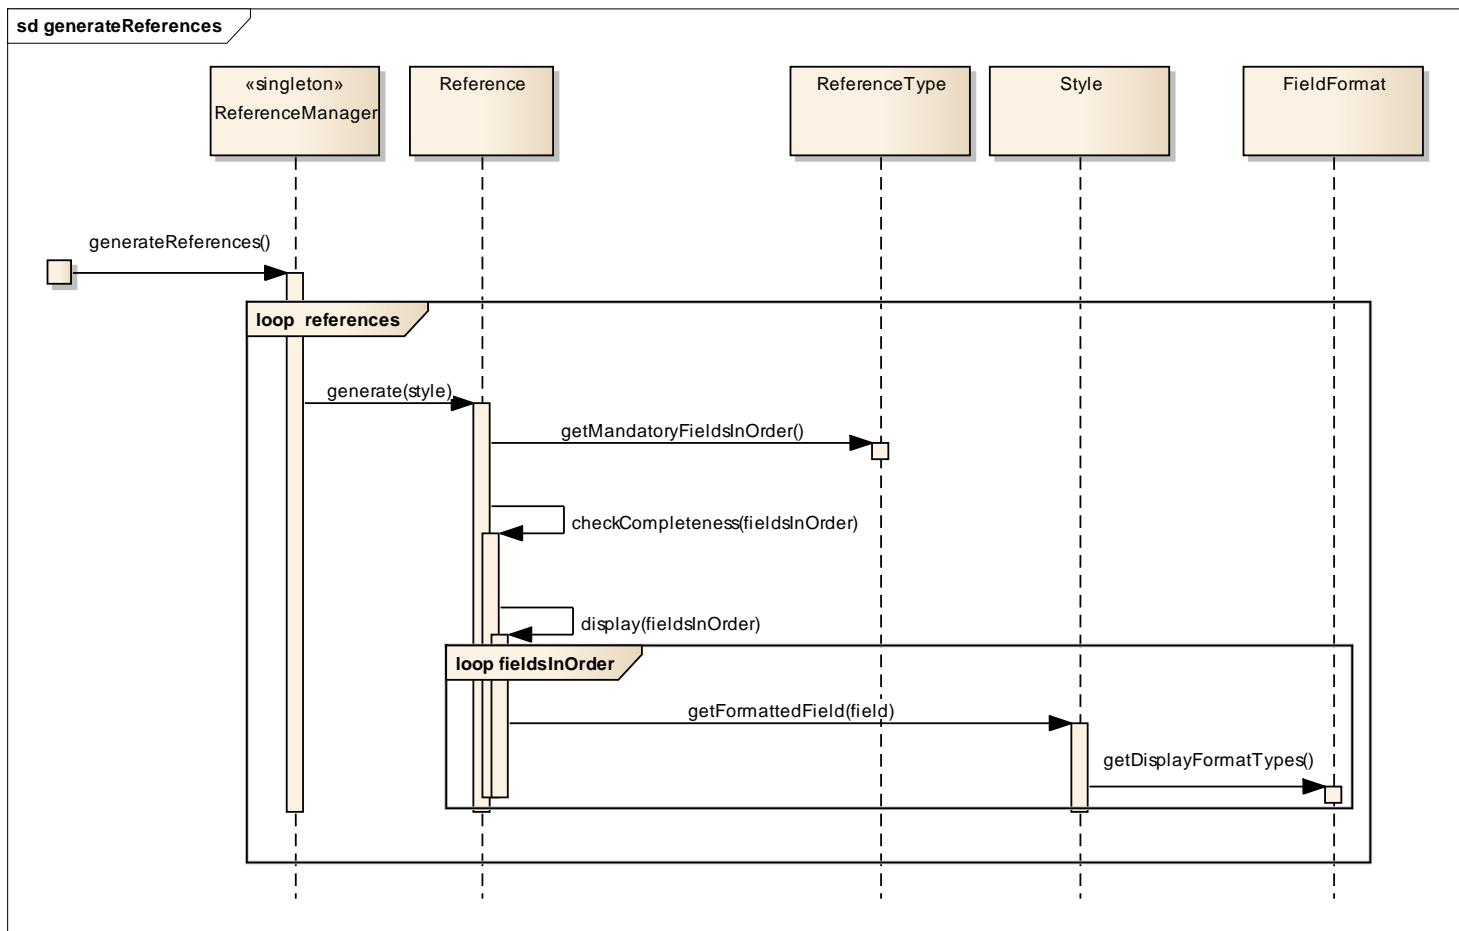 sd generateReferences
«singleton»
ReferenceManager
Reference
ReferenceType
Style
FieldFormat
generateReferences()
loop references
generate(style)
getMandatoryFieldsInOrder()
checkCompleteness(fieldsInOrder)
display(fieldsInOrder)
loop fieldsInOrder
getFormattedField(field)
getDisplayFormatTypes()